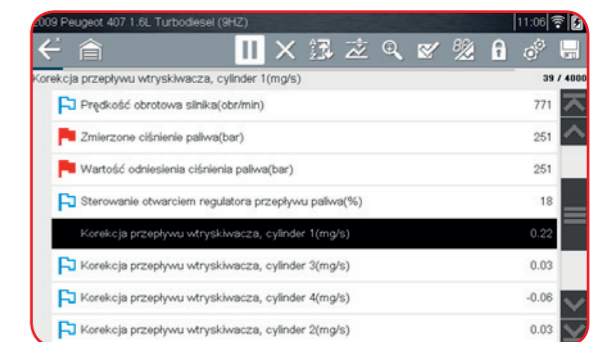 2009 Peugeot 407 1.6L Turbodiesel (9HZ) 11:06
Korekcja przepływu wtryskiwacza, cylinder 1(mg/s) 39 / 4000
Prędkość obrotowa silnika(obr/min) 771
Zmierzone ciśnienie paliwa(bar) 251
Wartość odniesienia ciśnienia paliwa(bar) 251
Sterowanie otwarciem regulatora przepływu paliwa(%) 18
Korekcja przepływu wtryskiwacza, cylinder 1(mg/s) 0.22
Korekcja przepływu wtryskiwacza, cylinder 3(mg/s) 0.03
Korekcja przepływu wtryskiwacza, cylinder 4(mg/s) -0.06
Korekcja przepływu wtryskiwacza, cylinder 2(mg/s) 0.03